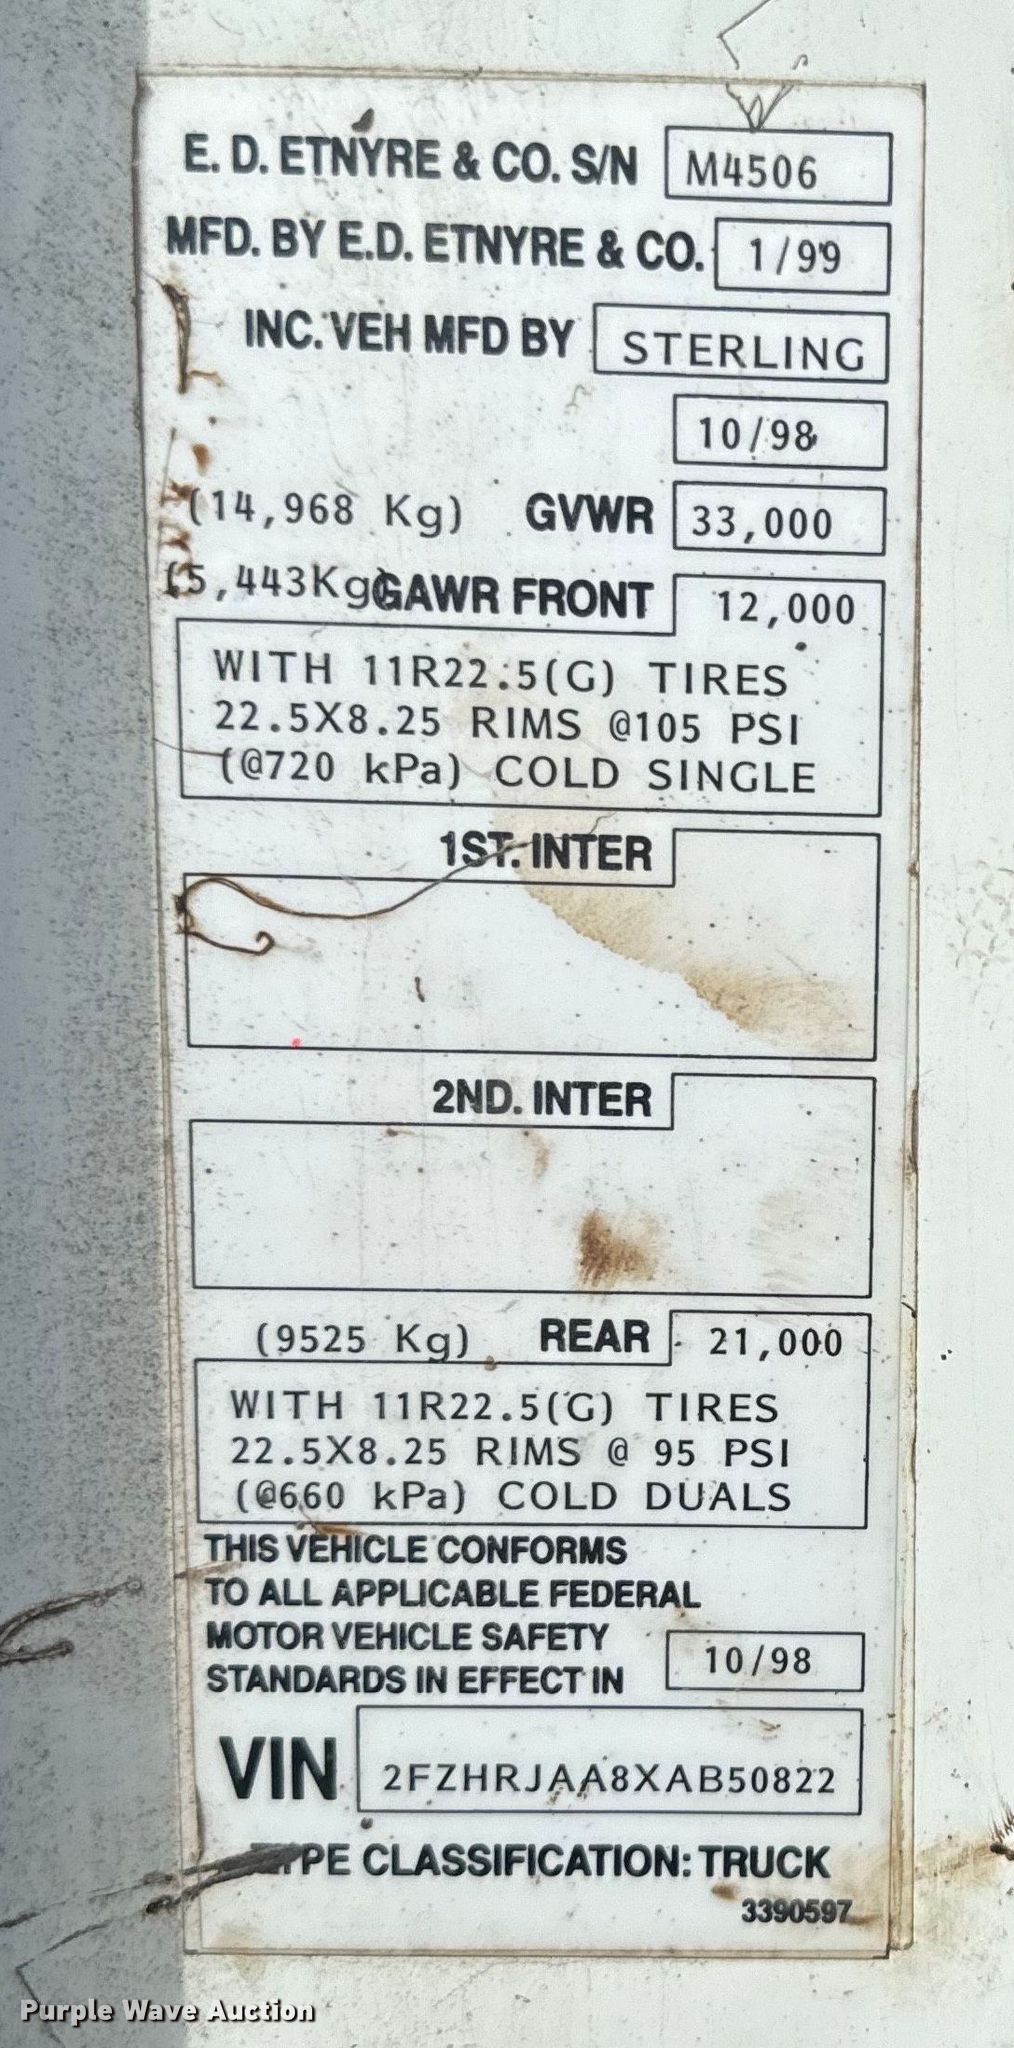 E. D. ETNYRE & CO. S/N M4506
MFD. BY E.D. ETNYRE & CO. 1/99
INC. VEH MFD BY STERLING
10/98
(14,968 Kg) GVWR 33,000
(5,443Kg) GAWR FRONT 12,000
WITH 11R22.5(G) TIRES
22.5X8.25 RIMS @105 PSI
(@720 kPa) COLD SINGLE
1ST. INTER
2ND. INTER
(9525 Kg) REAR 21,000
WITH 11R22.5(G) TIRES
22.5X8.25 RIMS @ 95 PSI
(@660 kPa) COLD DUALS
THIS VEHICLE CONFORMS
TO ALL APPLICABLE FEDERAL
MOTOR VEHICLE SAFETY
STANDARDS IN EFFECT IN 10/98
VIN 2FZHRJAA8XAB50822
TYPE CLASSIFICATION: TRUCK
3390597
Purple Wave Auction